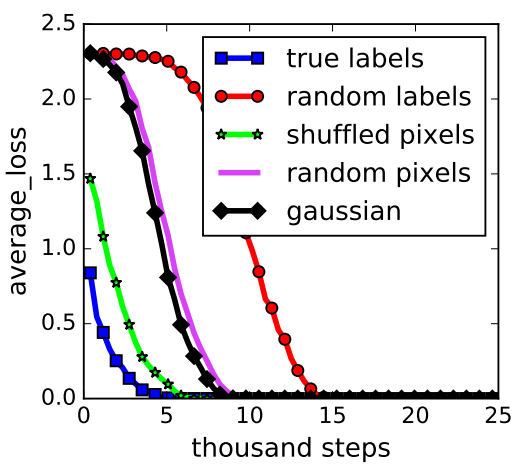 2.5
2.0
1.5
1.0
0.5
0.0
average_loss
true labels
random labels
shuffled pixels
random pixels
gaussian
0 5 10 15 20 25
thousand steps